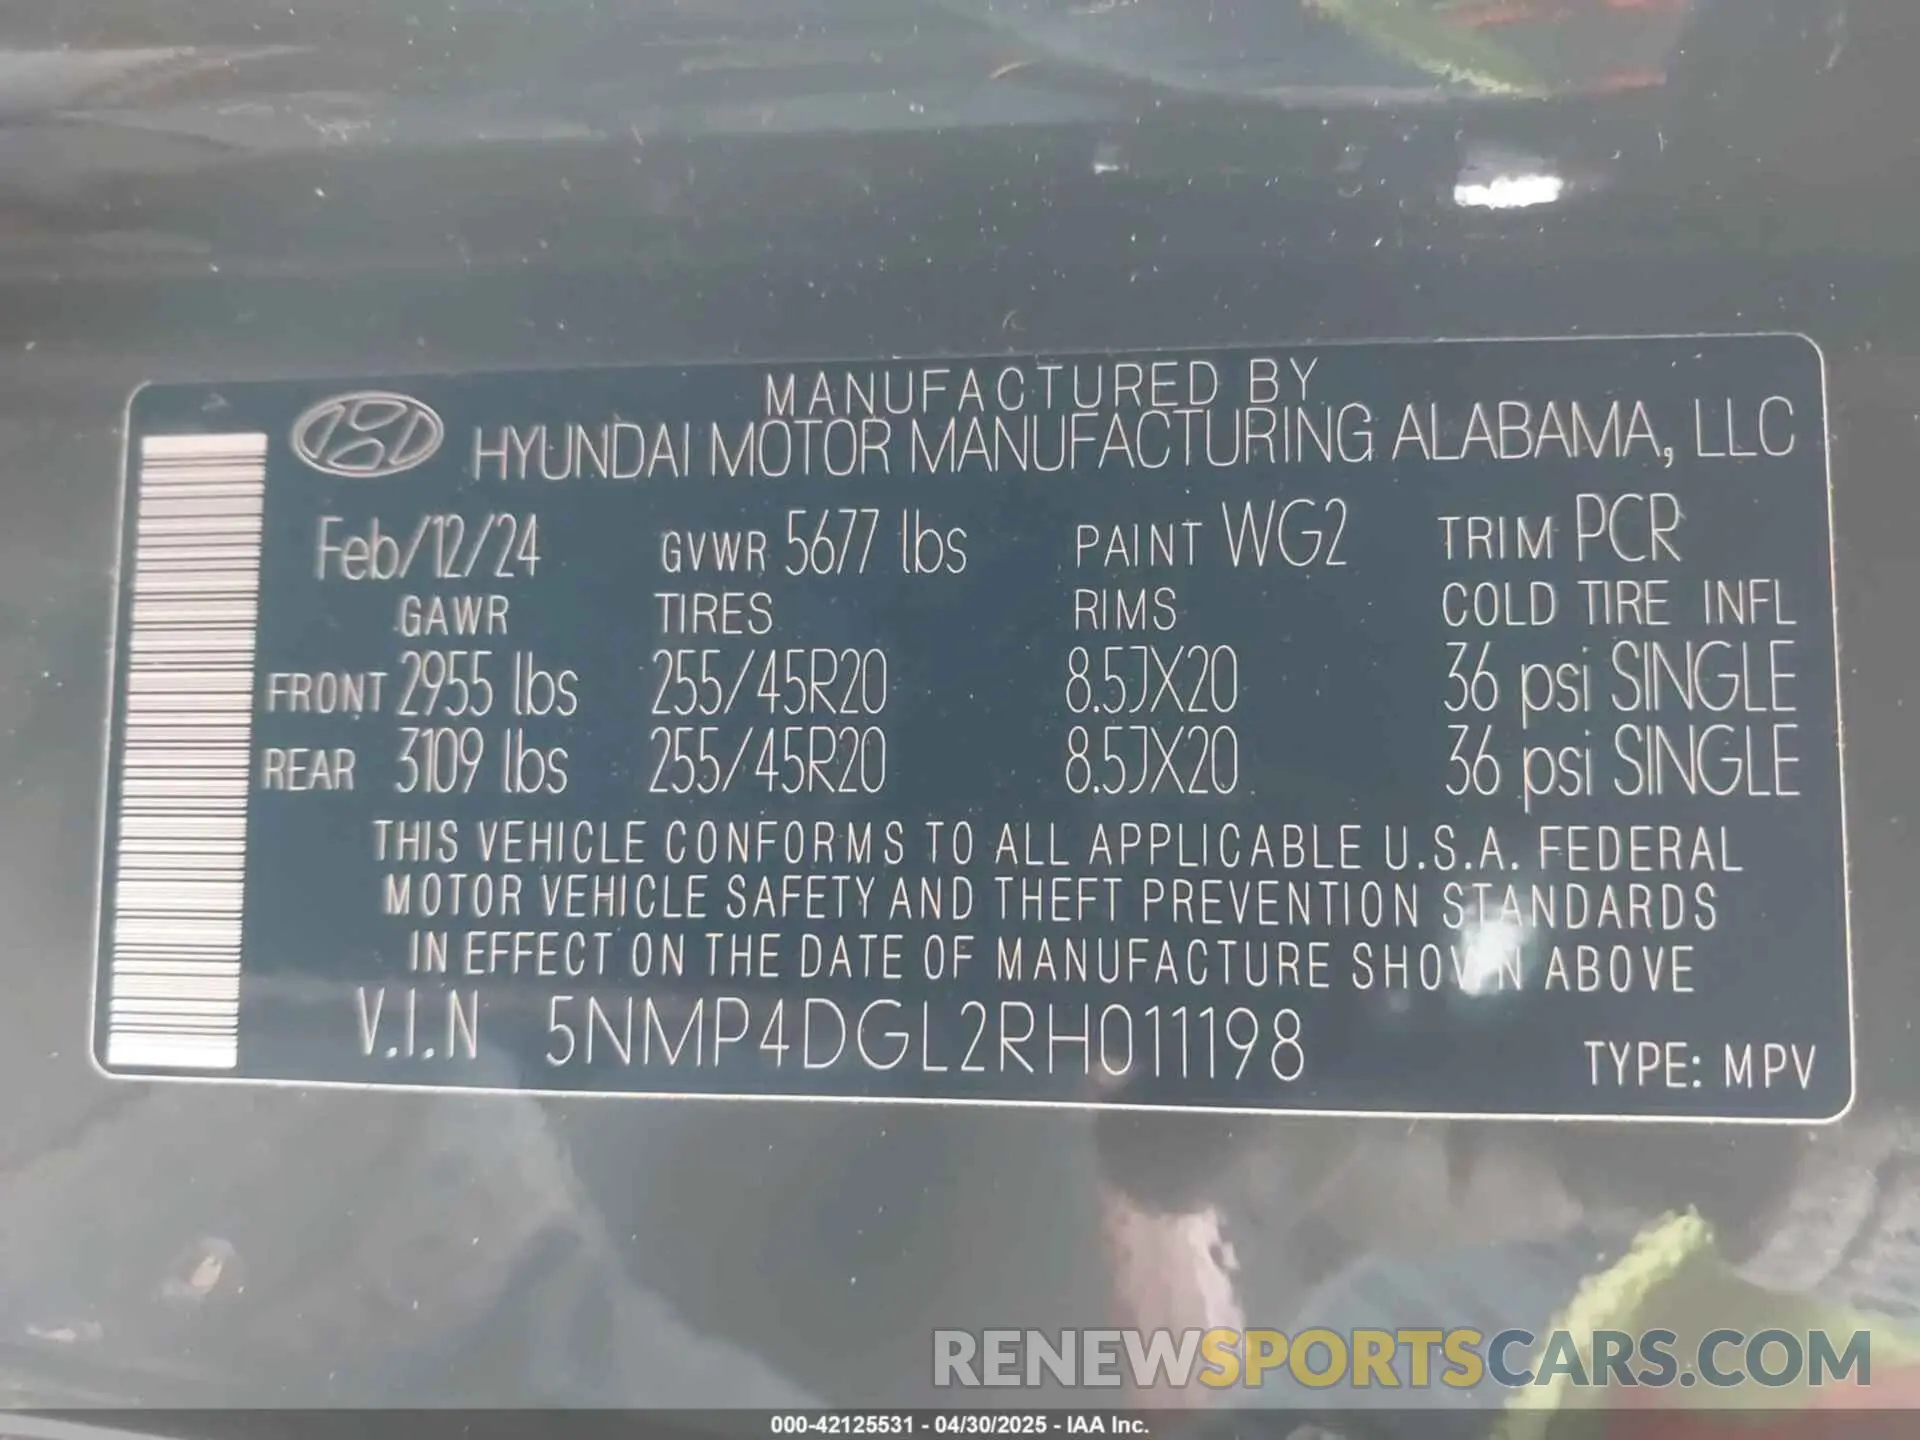 MANUFACTURED BY
HYUNDAI MOTOR MANUFACTURING ALABAMA, LLC
Feb/12/24 GVWR 5677 lbs PAINT WG2 TRIM PCR
GAWR TIRES RIMS COLD TIRE INFL
FRONT 2955 lbs 255/45R20 8.5JX20 36 psi SINGLE
REAR 3109 lbs 255/45R20 8.5JX20 36 psi SINGLE
THIS VEHICLE CONFORMS TO ALL APPLICABLE U.S.A. FEDERAL
MOTOR VEHICLE SAFETY AND THEFT PREVENTION STANDARDS
IN EFFECT ON THE DATE OF MANUFACTURE SHOWN ABOVE
V.I.N 5NMP4DGL2RH011198
TYPE: MPV
RENEWSPORTSCARS.COM
000-42125531 - 04/30/2025 - IAA Inc.